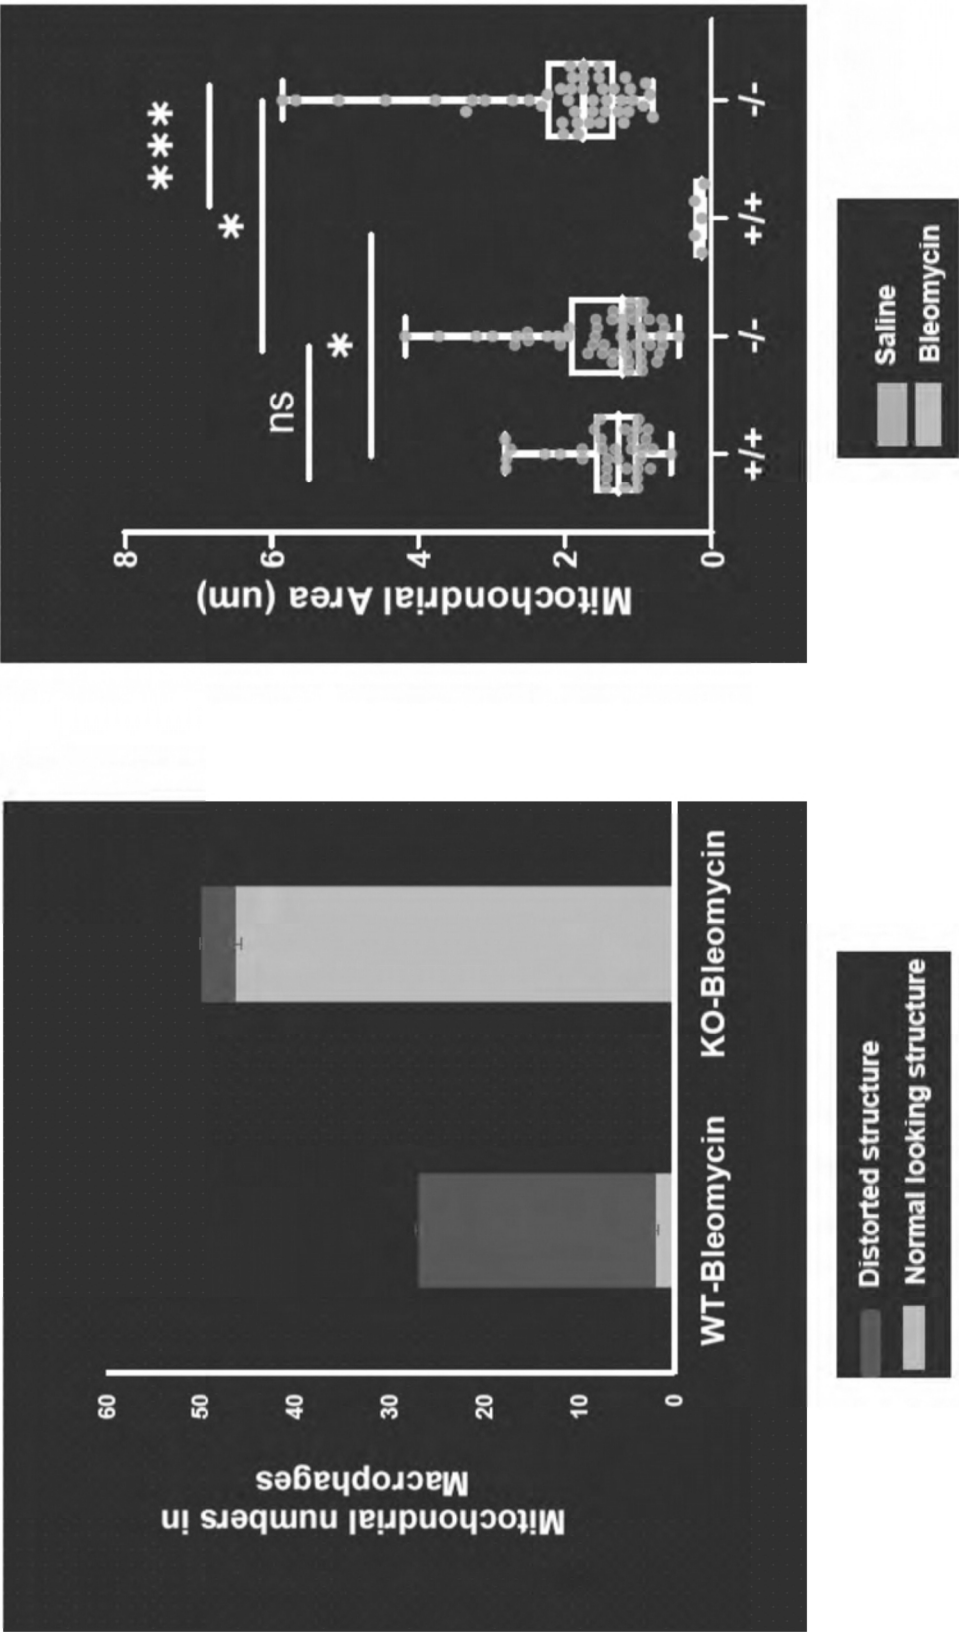 Mitochondrial numbers in
Macrophages
60
50
40
30
20
10
0
WT-Bleomycin KO-Bleomycin
Distorted structure
Normal looking structure
Mitochondrial Area (um)
8
6
4
2
0
ns
*
*
***
+/+ -/- +/+ -/-
Saline
Bleomycin